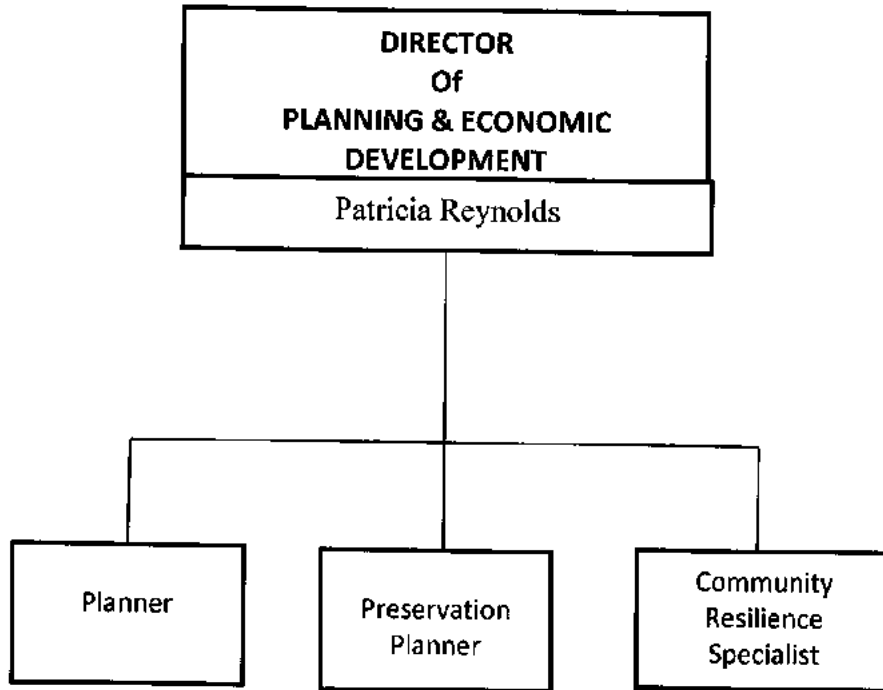 DIRECTOR
Of
PLANNING & ECONOMIC
DEVELOPMENT
Patricia Reynolds
Planner
Preservation
Planner
Community
Resilience
Specialist